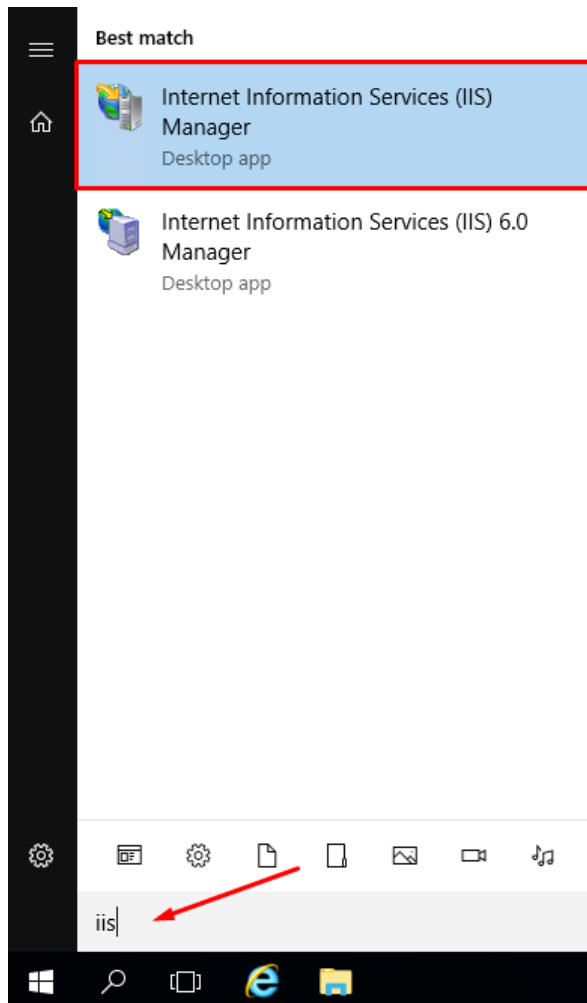 Best match
Internet Information Services (IIS)
Manager
Desktop app
Internet Information Services (IIS) 6.0
Manager
Desktop app
iis